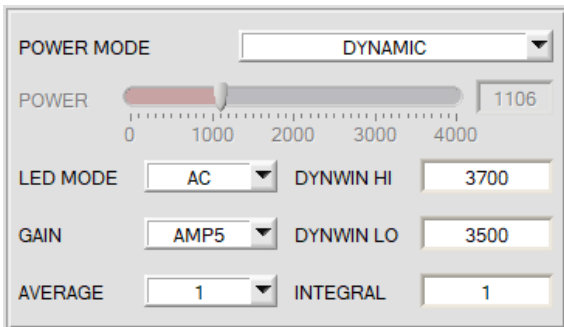 POWER MODE DYNAMIC
POWER 1106
0 1000 2000 3000 4000
LED MODE AC DYNWIN HI 3700
GAIN AMP5 DYNWIN LO 3500
AVERAGE 1 INTEGRAL 1